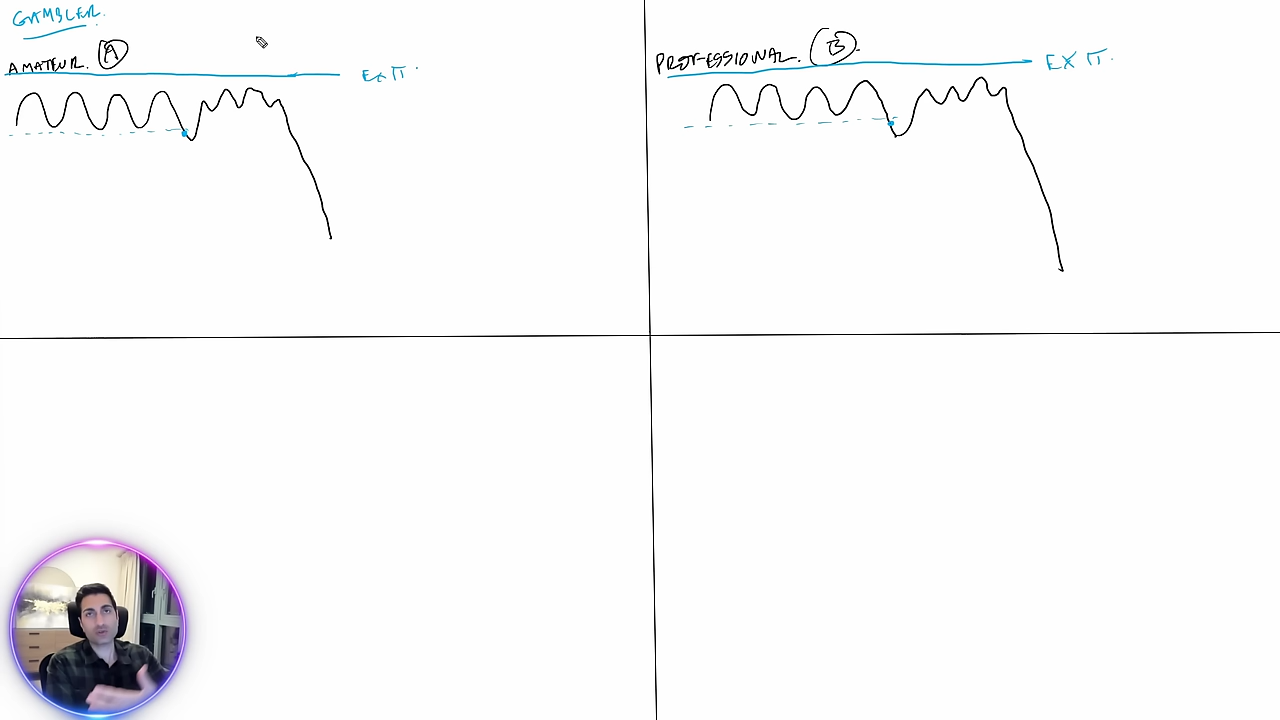 GAMBLER.
AMATEUR. A
EXIT.
PROFESSIONAL. B
EXIT.